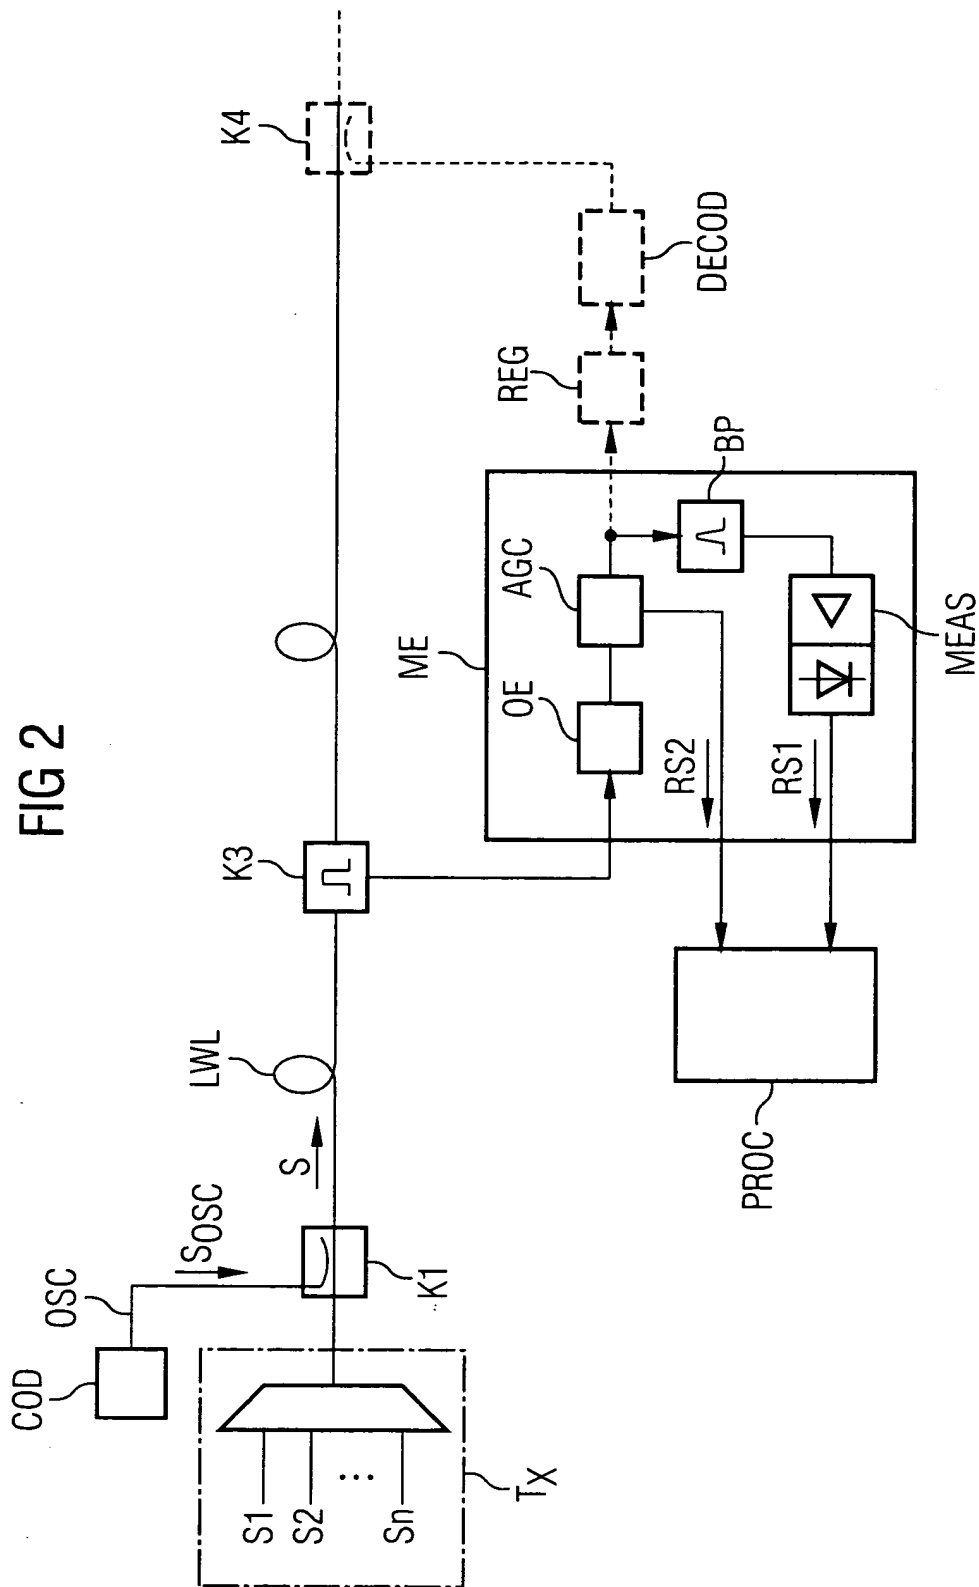 FIG 2
COD
OSC
SOSC
S
LWL
K3
K4
S1
S2
...
Sn
TX
K1
ME
OE
AGC
REG
DECOD
BP
RS2
RS1
MEAS
PROC